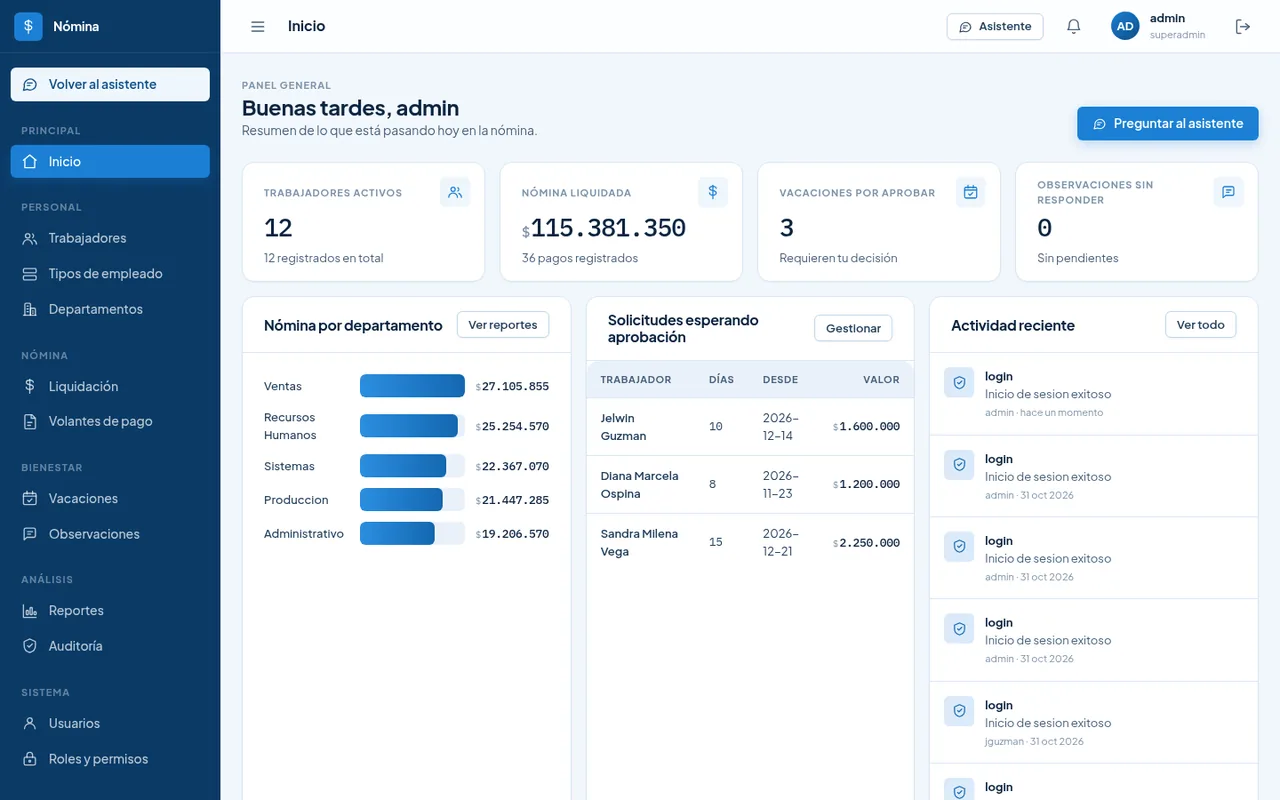 Nómina
Volver al asistente
PRINCIPAL
Inicio
PERSONAL
Trabajadores
Tipos de empleado
Departamentos
NÓMINA
Liquidación
Volantes de pago
BIENESTAR
Vacaciones
Observaciones
ANÁLISIS
Reportes
Auditoría
SISTEMA
Usuarios
Roles y permisos
Inicio
Asistente
AD
admin
superadmin
PANEL GENERAL
Buenas tardes, admin
Resumen de lo que está pasando hoy en la nómina.
Preguntar al asistente
TRABAJADORES ACTIVOS
12
12 registrados en total
NÓMINA LIQUIDADA
$115.381.350
36 pagos registrados
VACACIONES POR APROBAR
3
Requieren tu decisión
OBSERVACIONES SIN
RESPONDER
0
Sin pendientes
Nómina por departamento
Ver reportes
Ventas $27.105.855
Recursos
Humanos $25.254.570
Sistemas $22.367.070
Produccion $21.447.285
Administrativo $19.206.570
Solicitudes esperando
aprobación
Gestionar
TRABAJADOR DÍAS DESDE VALOR
Jelwin
Guzman
10
2026-
12-14
$1.600.000
Diana Marcela
Ospina
8
2026-
11-23
$1.200.000
Sandra Milena
Vega
15
2026-
12-21
$2.250.000
Actividad reciente
Ver todo
login
Inicio de sesion exitoso
admin · hace un momento
login
Inicio de sesion exitoso
admin · 31 oct 2026
login
Inicio de sesion exitoso
admin · 31 oct 2026
login
Inicio de sesion exitoso
admin · 31 oct 2026
login
Inicio de sesion exitoso
jguzman · 31 oct 2026
login